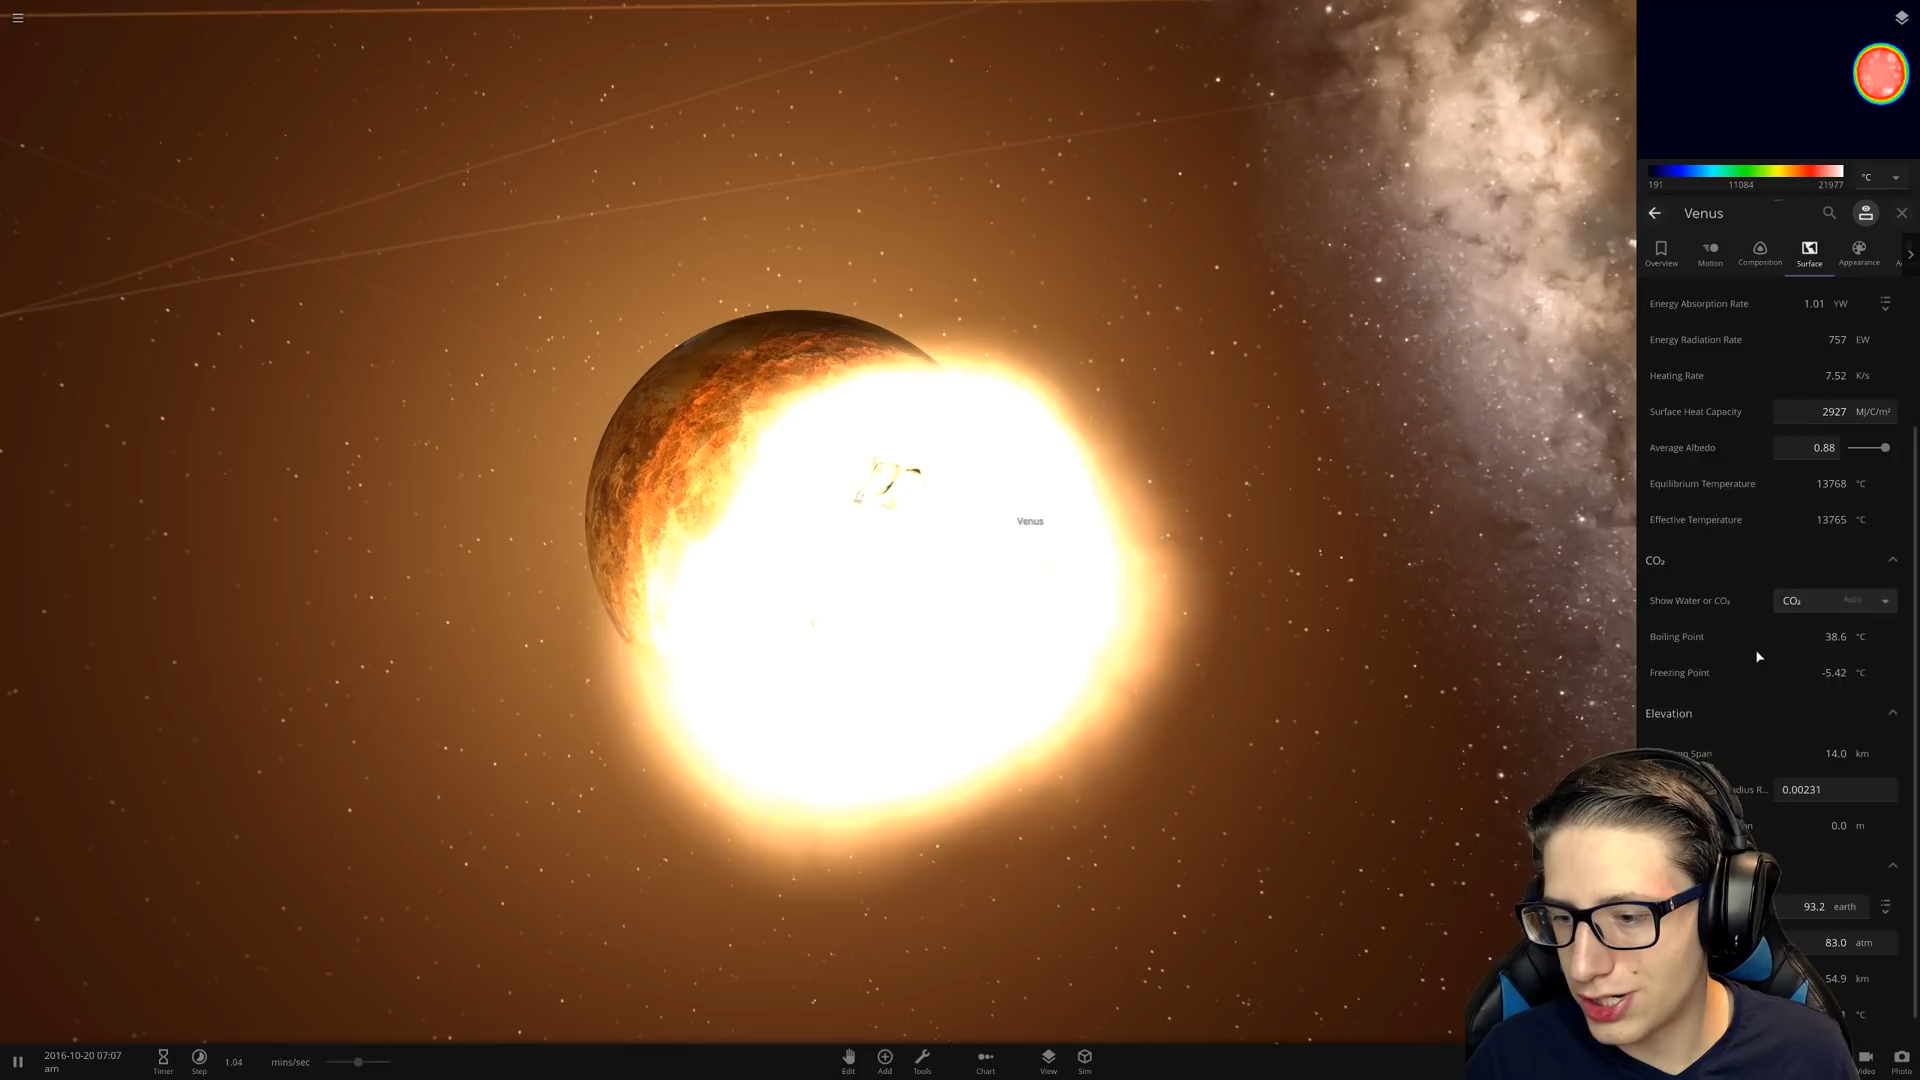 191 11084 21977 °C
Venus
Overview Motion Composition Surface Appearance
Energy Absorption Rate 1.01 YW
Energy Radiation Rate 757 EW
Heating Rate 7.52 K/s
Surface Heat Capacity 2927 MJ/C/m²
Average Albedo 0.88
Equilibrium Temperature 13768 °C
Effective Temperature 13765 °C
Venus
CO₂
Show Water or CO₂ CO₂ Auto
Boiling Point 38.6 °C
Freezing Point -5.42 °C
Elevation
Span 14.0 km
R... 0.00231
0.0 m
93.2 earth
83.0 atm
54.9 km
°C
2016-10-20 07:07
am
Timer Step 1.04 mins/sec
Edit Add Tools Chart View Sim
Video Photo